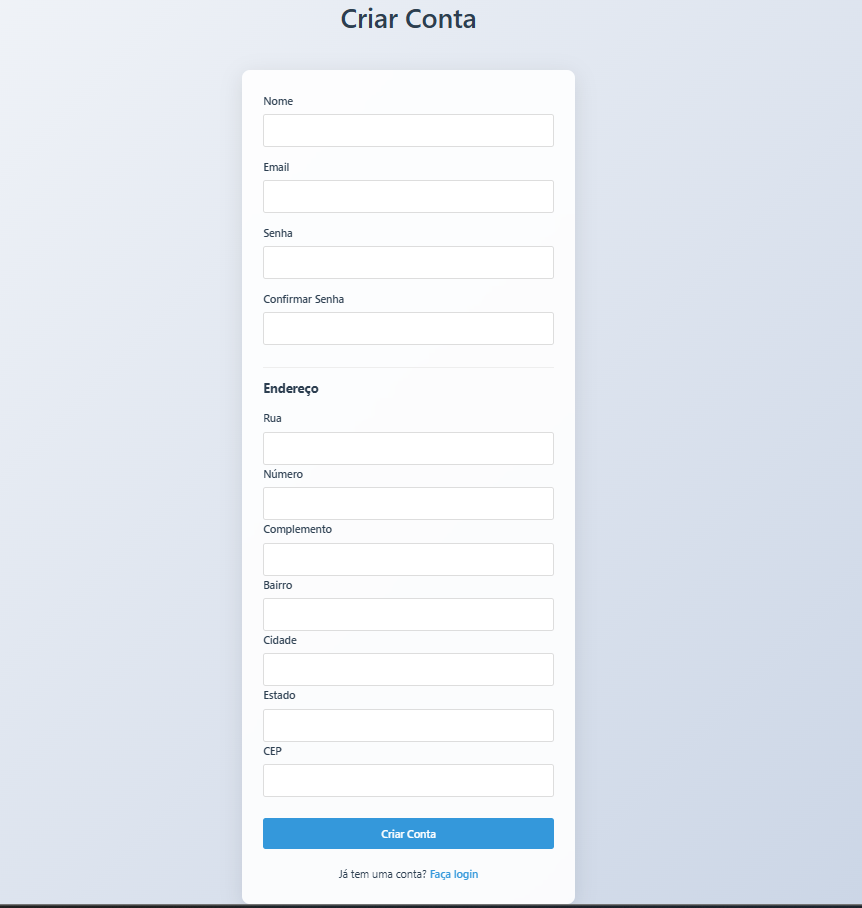 Criar Conta
Nome
Email
Senha
Confirmar Senha
Endereço
Rua
Número
Complemento
Bairro
Cidade
Estado
CEP
Criar Conta
Já tem uma conta? Faça login